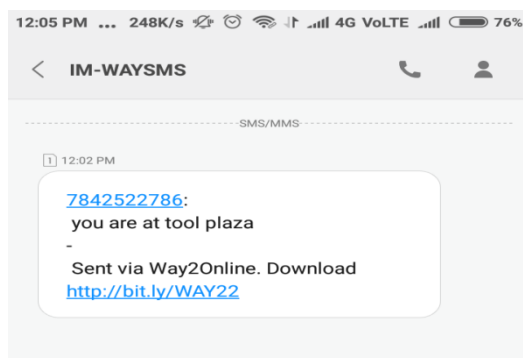 12:05 PM ... 248K/s 4G VoLTE 76%
< IM-WAYSMS
SMS/MMS
1 12:02 PM
7842522786:
you are at tool plaza
-
Sent via Way2Online. Download
http://bit.ly/WAY22